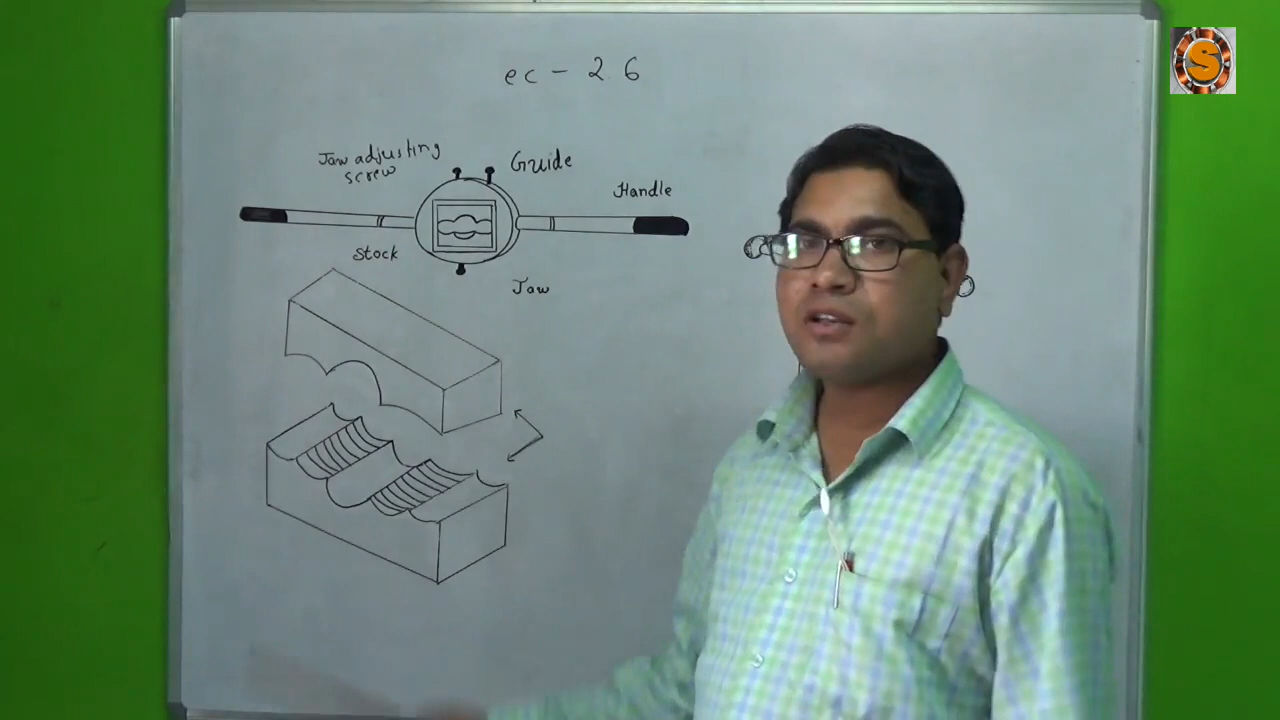 ec - 2.6
Jaw adjusting
screw
Guide
Handle
Stock
Jaw
S